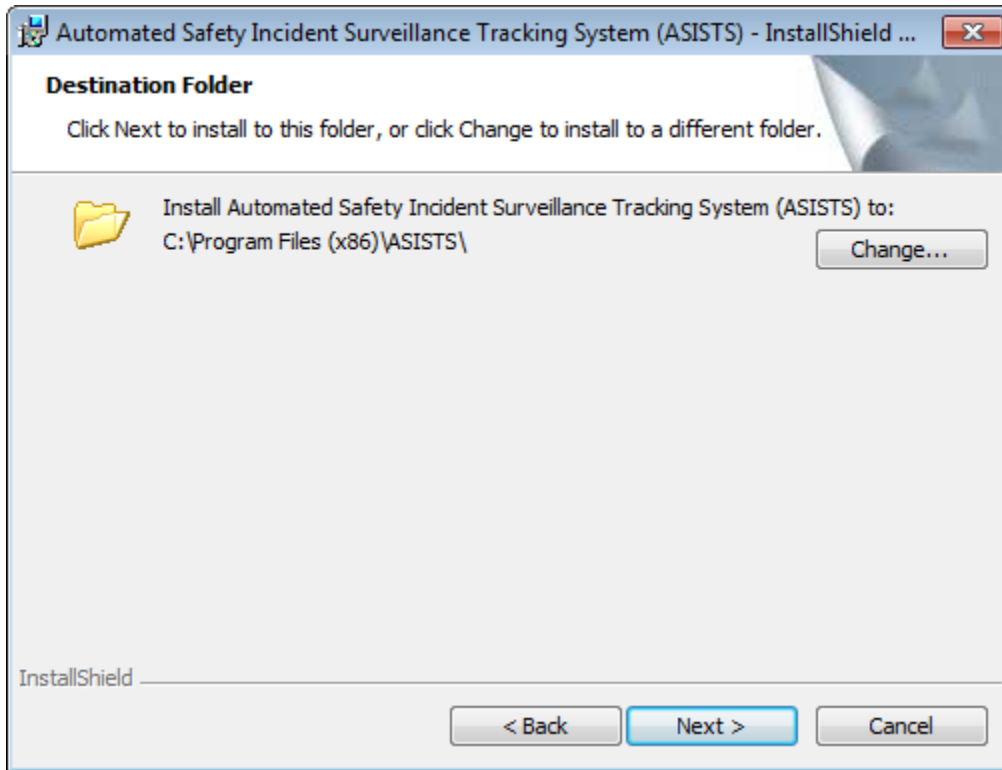 Automated Safety Incident Surveillance Tracking System (ASISTS) - InstallShield ...
Destination Folder
Click Next to install to this folder, or click Change to install to a different folder.
Install Automated Safety Incident Surveillance Tracking System (ASISTS) to:
C:\Program Files (x86)\ASISTS\
Change...
InstallShield
< Back
Next >
Cancel